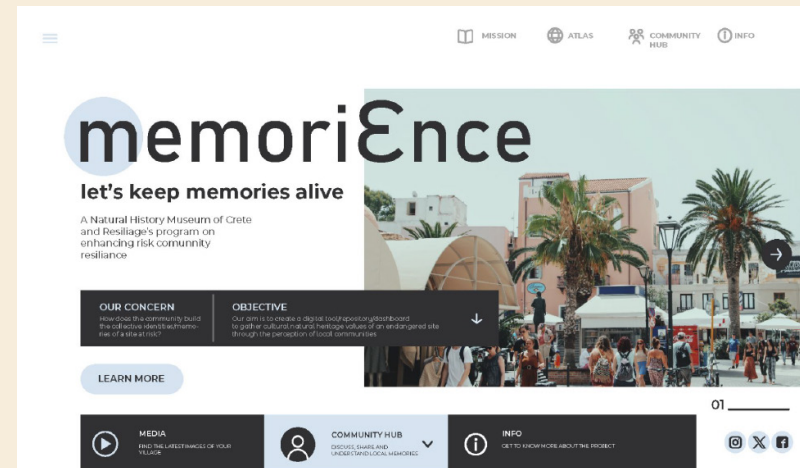 MISSION
ATLAS
COMMUNITY
HUB
INFO
memoriƐnce
let's keep memories alive
A Natural History Museum of Crete
and Resiliage's program on
enhancing risk comunnity
resiliance
OUR CONCERN
How does the community build
the collective identities/memo-
ries of a site at risk?
OBJECTIVE
Our aim is to create a digital tool/repository/dashboard
to gather cultural, natural heritage values of an endangered site
through the perception of local communities
LEARN MORE
01
MEDIA
FIND THE LATEST IMAGES OF YOUR
VILLAGE
COMMUNITY HUB
DISCUSS, SHARE AND
UNDERSTAND LOCAL MEMORIES
INFO
GET TO KNOW MORE ABOUT THE PROJECT